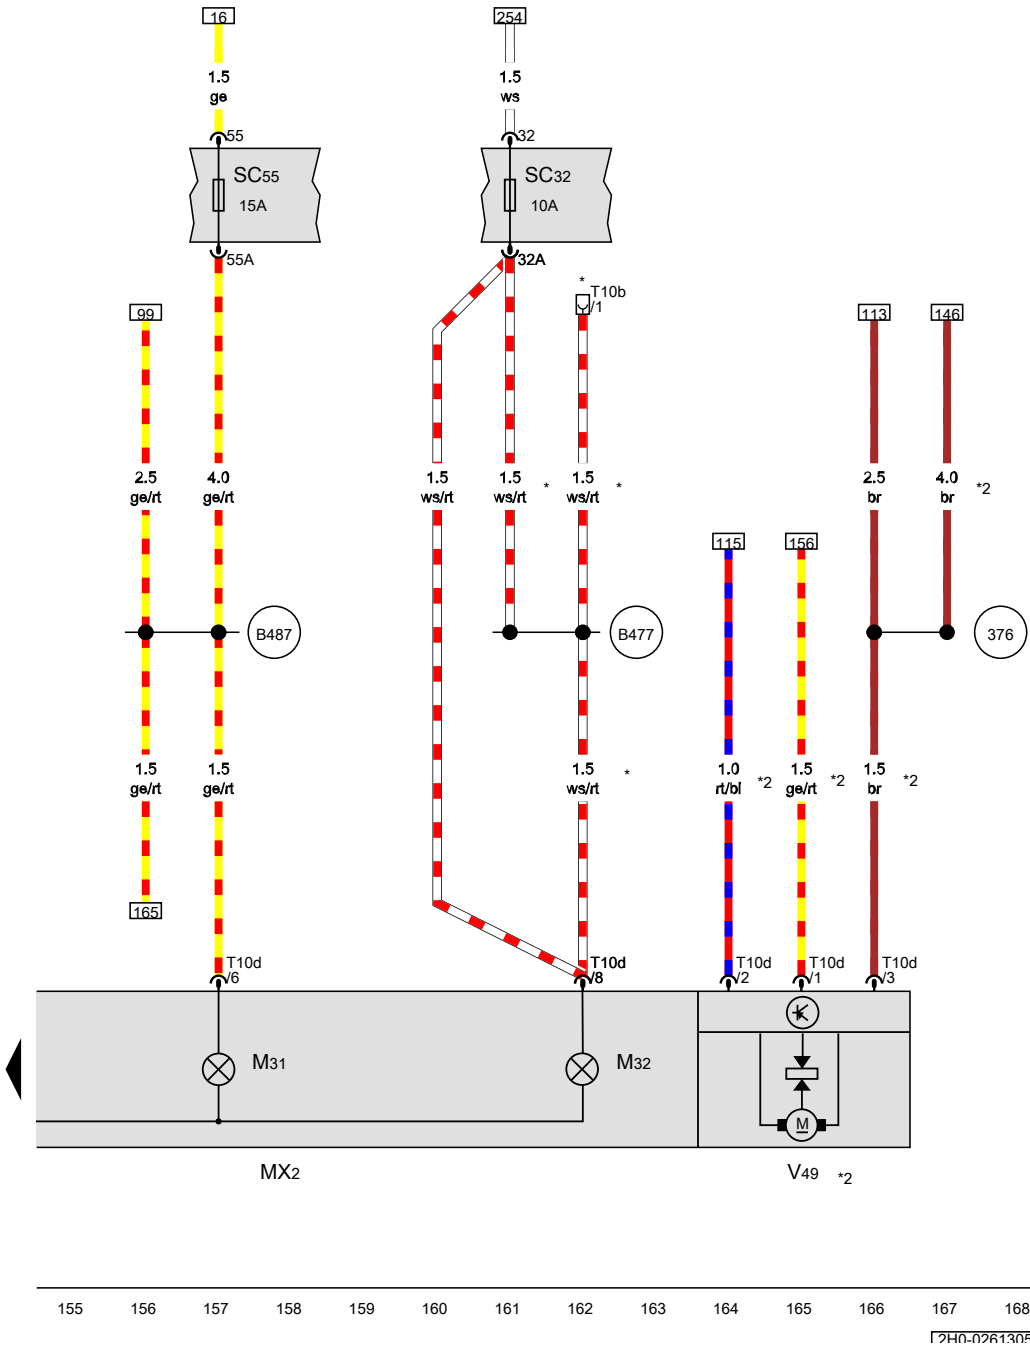 16
254
1.5
ge
1.5
ws
55
32
SC55
15A
SC32
10A
55A
32A
*
T10b
/1
99
113
146
2.5
ge/rt
4.0
ge/rt
1.5
ws/rt
1.5
ws/rt
*
1.5
ws/rt
*
2.5
br
4.0
br
*2
115
156
B487
B477
376
1.5
ge/rt
1.5
ge/rt
1.5
ws/rt
*
1.0
rt/bl
*2
1.5
ge/rt
*2
1.5
br
*2
165
T10d
/6
T10d
/8
T10d
/2
T10d
/1
T10d
/3
M31
M32
M
MX2
V49
*2
155 156 157 158 159 160 161 162 163 164 165 166 167 168
2H0-0261305